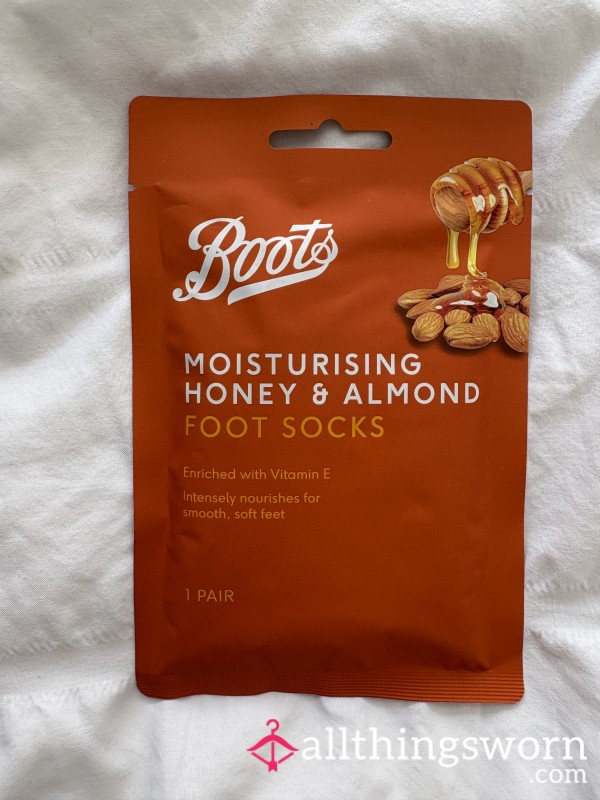 Boots
MOISTURISING
HONEY & ALMOND
FOOT SOCKS
Enriched with Vitamin E
Intensely nourishes for
smooth, soft feet
1 PAIR
allthingsworn
.com